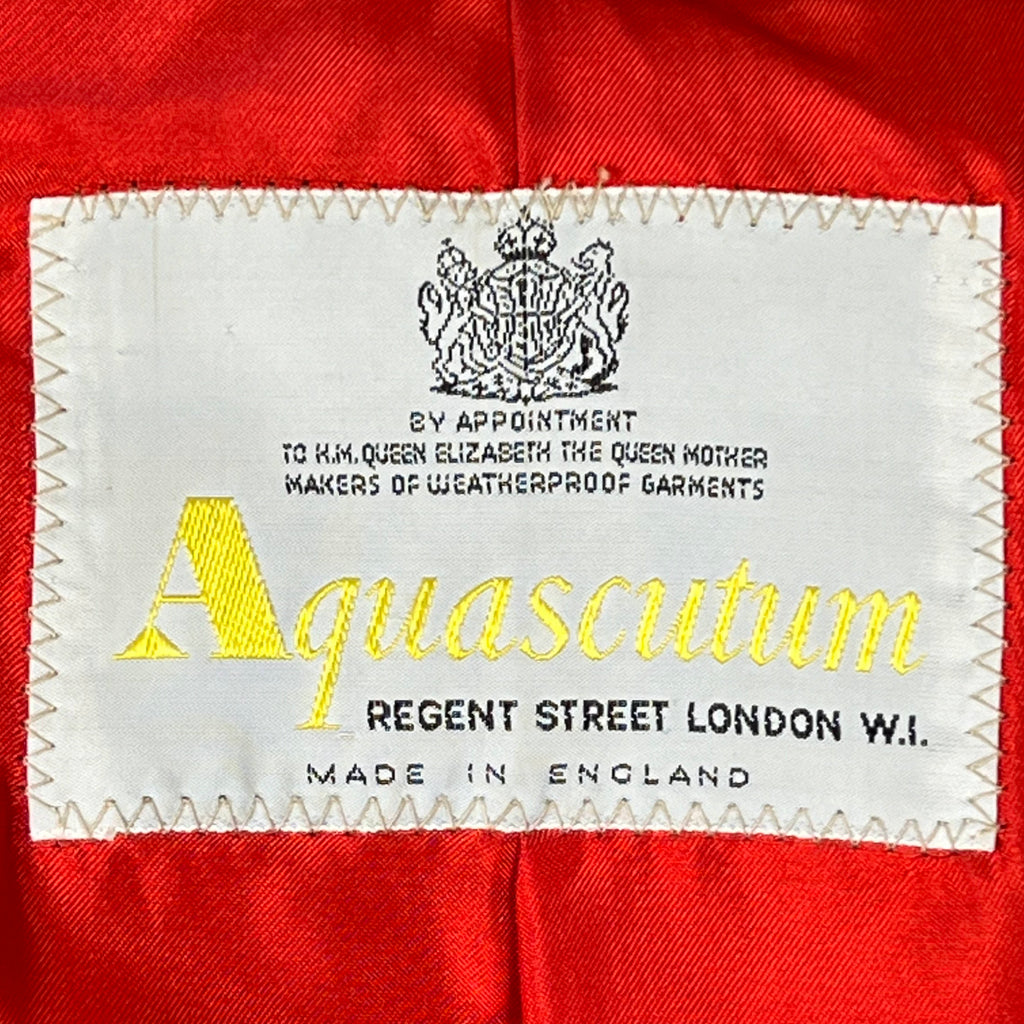 BY APPOINTMENT
TO H.M. QUEEN ELIZABETH THE QUEEN MOTHER
MAKERS OF WEATHERPROOF GARMENTS
Aquascutum
REGENT STREET LONDON W.I.
MADE IN ENGLAND